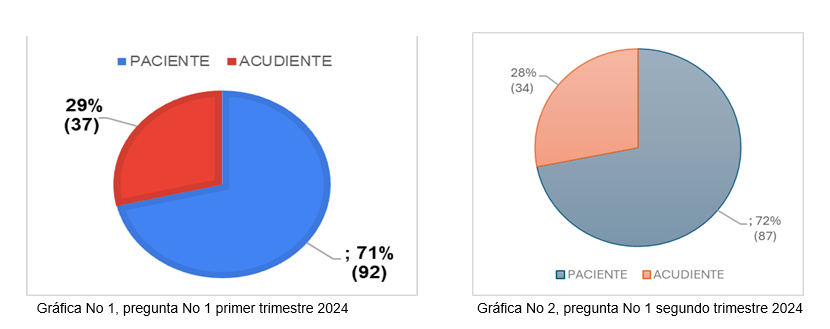 PACIENTE ACUDIENTE
29%
(37)
; 71%
(92)
Gráfica No 1, pregunta No 1 primer trimestre 2024
28%
(34)
; 72%
(87)
PACIENTE ACUDIENTE
Gráfica No 2, pregunta No 1 segundo trimestre 2024